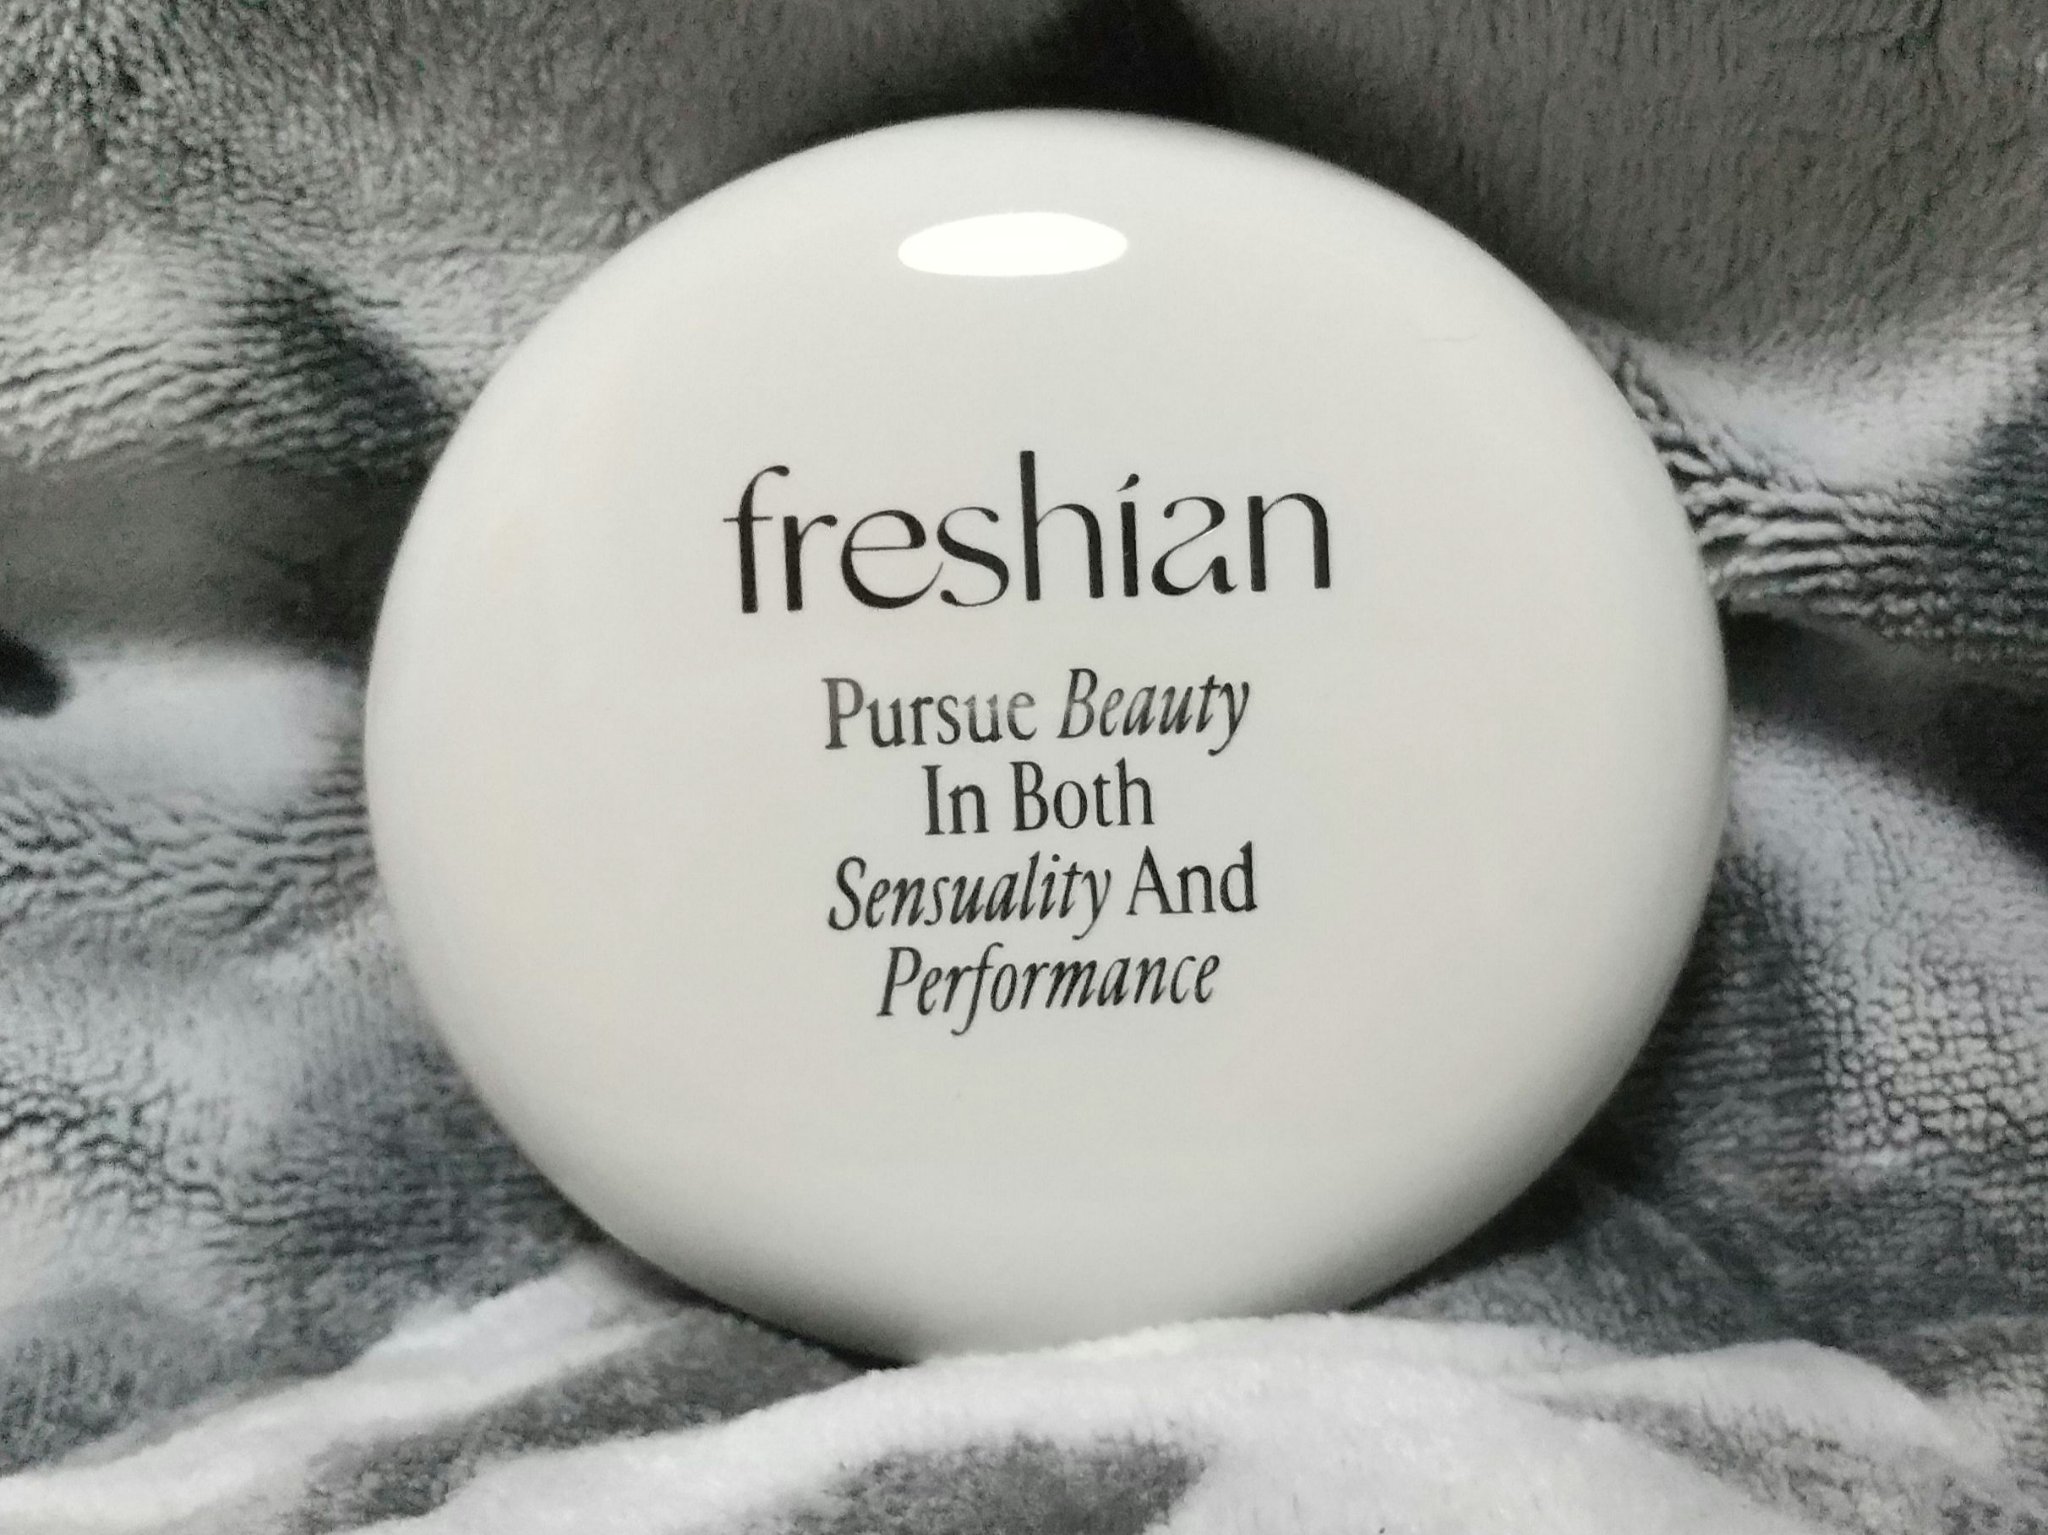 freshian
Pursue Beauty
In Both
Sensuality And
Performance